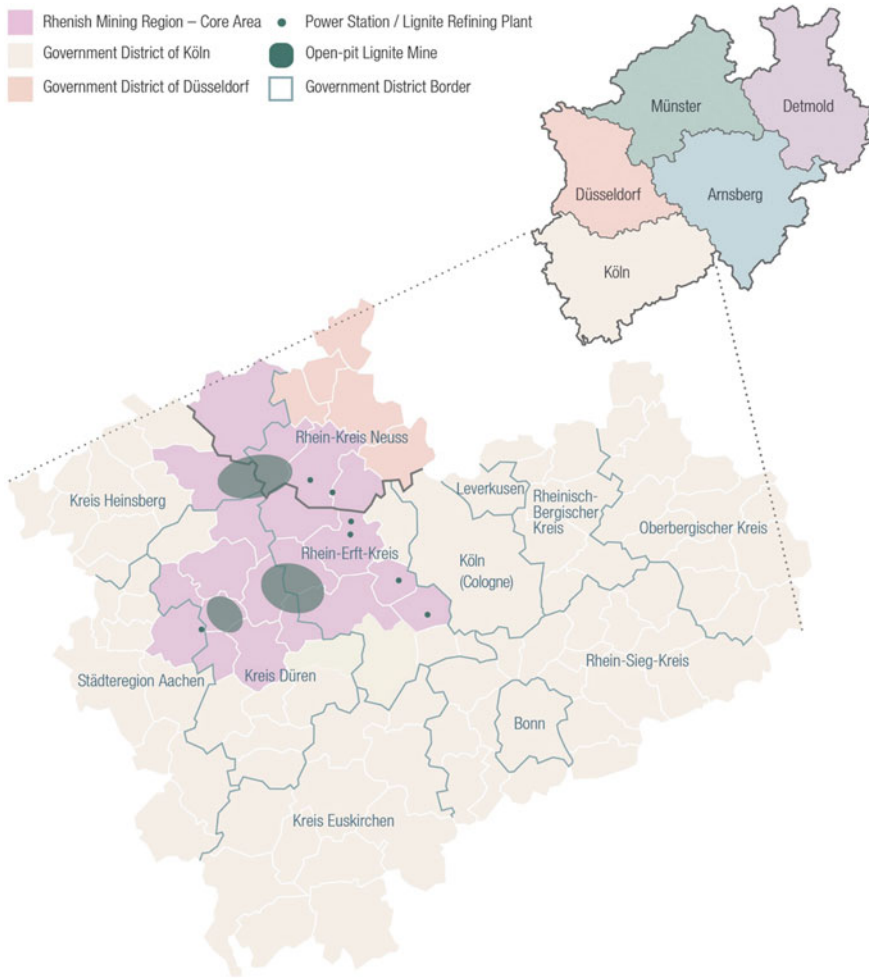 Rhenish Mining Region – Core Area
Power Station / Lignite Refining Plant
Government District of Köln
Open-pit Lignite Mine
Government District of Düsseldorf
Government District Border
Münster
Detmold
Düsseldorf
Arnsberg
Köln
Rhein-Kreis Neuss
Kreis Heinsberg
Leverkusen
Rheinisch-
Bergischer
Kreis
Oberbergischer Kreis
Rhein-Erft-Kreis
Köln
(Cologne)
Städteregion Aachen
Kreis Düren
Rhein-Sieg-Kreis
Bonn
Kreis Euskirchen